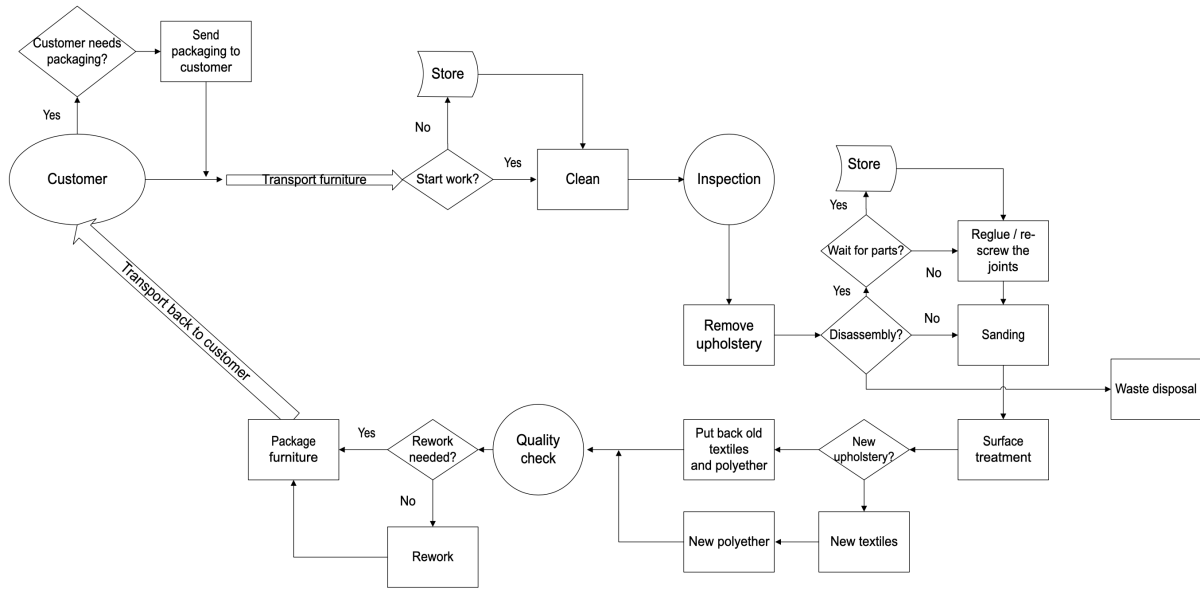 Customer needs
packaging?
Send
packaging to
customer
Yes
Customer
Transport furniture
Store
No
Start work?
Yes
Clean
Inspection
Store
Yes
Wait for parts?
No
Reglue / re-
screw the
joints
Yes
Remove
upholstery
Disassembly?
No
Sanding
Waste disposal
Transport back to customer
Package
furniture
Yes
Rework
needed?
Quality
check
Put back old
textiles
and polyether
New
upholstery?
Surface
treatment
No
Rework
New polyether
New textiles